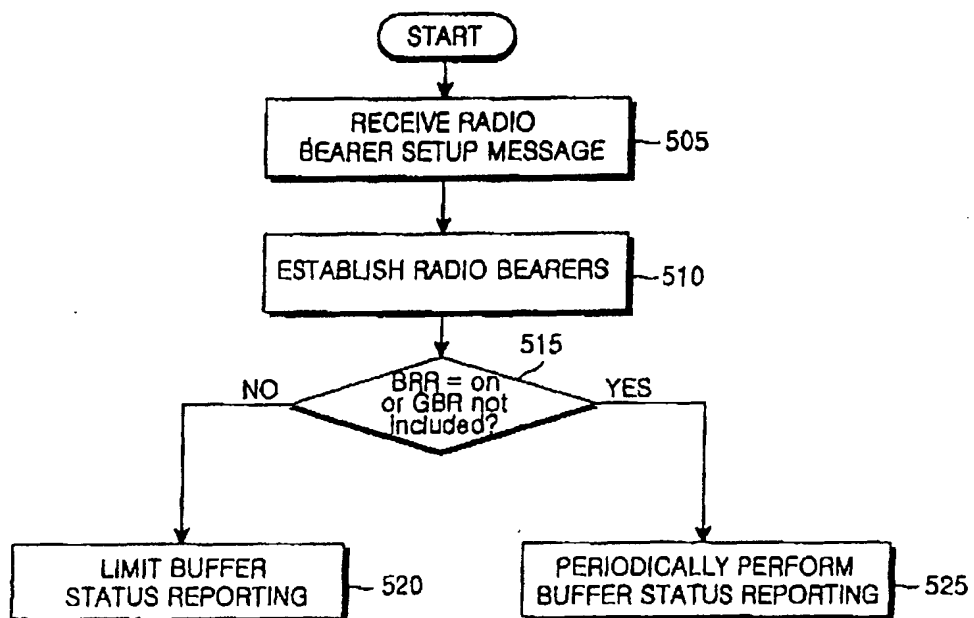 START
RECEIVE RADIO
BEARER SETUP MESSAGE
505
ESTABLISH RADIO BEARERS
510
515
NO
BRR = on
or GBR not
included?
YES
LIMIT BUFFER
STATUS REPORTING
520
PERIODICALLY PERFORM
BUFFER STATUS REPORTING
525